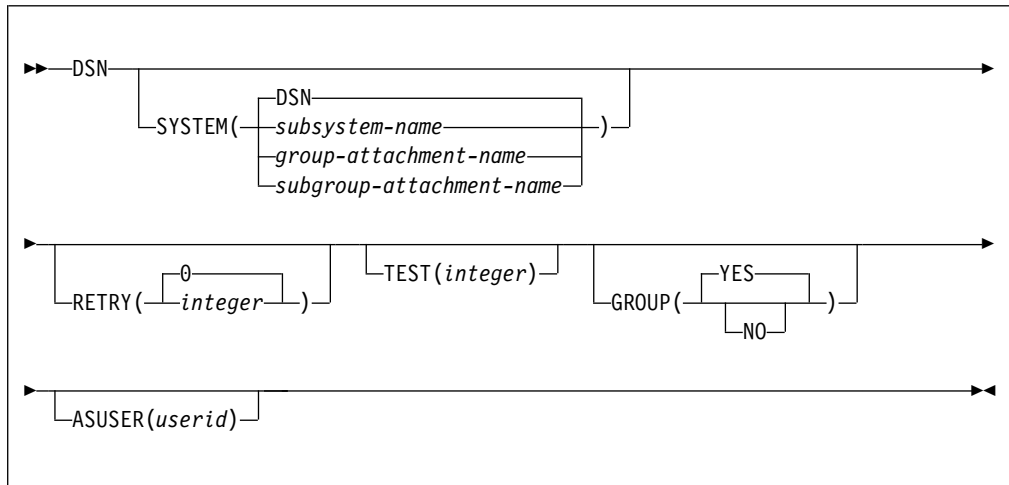 DSN
DSN
SYSTEM( subsystem-name )
group-attachment-name
subgroup-attachment-name
0 TEST(integer) YES
RETRY( integer ) GROUP( )
NO
ASUSER(userid)